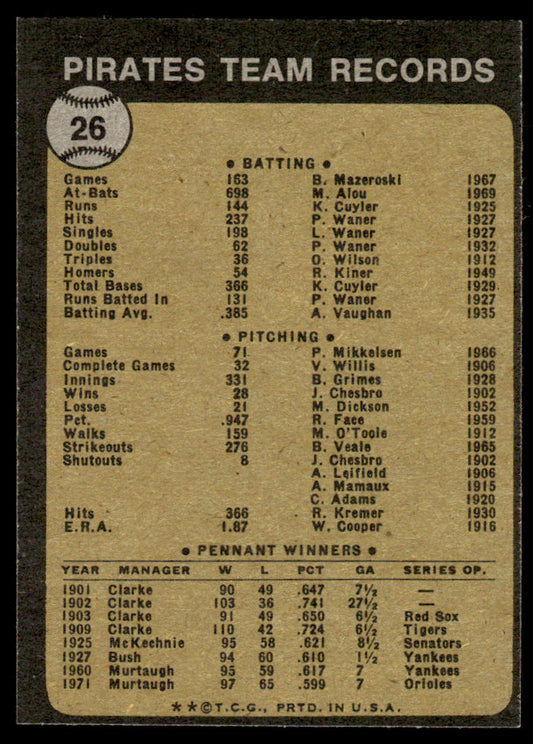 PIRATES TEAM RECORDS
26
● BATTING ●
Games 163 B. Mazeroski 1967
At-Bats 698 M. Alou 1969
Runs 144 K. Cuyler 1925
Hits 237 P. Waner 1927
Singles 198 L. Waner 1927
Doubles 62 P. Waner 1932
Triples 36 O. Wilson 1912
Homers 54 R. Kiner 1949
Total Bases 366 K. Cuyler 1929
Runs Batted In 131 P. Waner 1927
Batting Avg. .385 A. Vaughan 1935
● PITCHING ●
Games 71 P. Mikkelsen 1966
Complete Games 32 V. Willis 1906
Innings 331 B. Grimes 1928
Wins 28 J. Chesbro 1902
Losses 21 M. Dickson 1952
Pct. .947 R. Face 1959
Walks 159 M. O'Toole 1912
Strikeouts 276 B. Veale 1965
Shutouts 8 J. Chesbro 1902
A. Leifield 1906
A. Mamaux 1915
C. Adams 1920
Hits 366 R. Kremer 1930
E.R.A. 1.87 W. Cooper 1916
● PENNANT WINNERS ●
YEAR MANAGER W L PCT GA SERIES OP.
1901 Clarke 90 49 .647 7½ —
1902 Clarke 103 36 .741 27½ —
1903 Clarke 91 49 .650 6½ Red Sox
1909 Clarke 110 42 .724 6½ Tigers
1925 McKechnie 95 58 .621 8½ Senators
1927 Bush 94 60 .610 1½ Yankees
1960 Murtaugh 95 59 .617 7 Yankees
1971 Murtaugh 97 65 .599 7 Orioles
★★©T.C.G., PRTD. IN U.S.A.